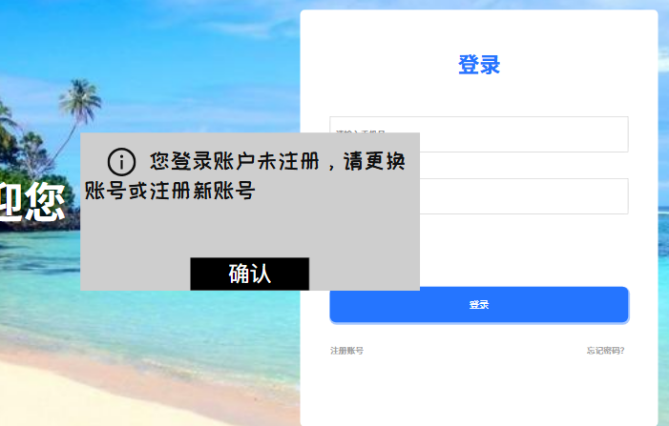 登录
您登录账户未注册，请更换
账号或注册新账号
迎您
确认
登录
注册账号
忘记密码?